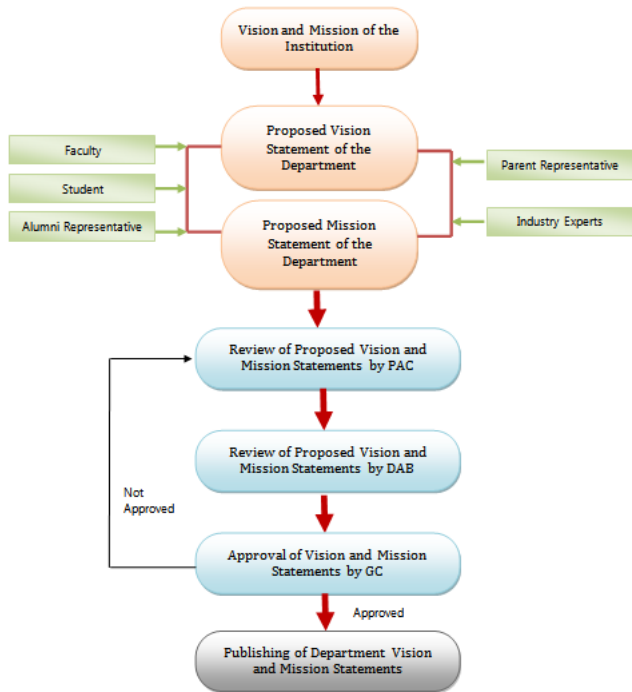 Vision and Mission of the
Institution
Proposed Vision
Statement of the
Department
Faculty
Student
Alumni Representative
Parent Representative
Industry Experts
Proposed Mission
Statement of the
Department
Review of Proposed Vision and
Mission Statements by PAC
Review of Proposed Vision and
Mission Statements by DAB
Not
Approved
Approval of Vision and Mission
Statements by GC
Approved
Publishing of Department Vision
and Mission Statements